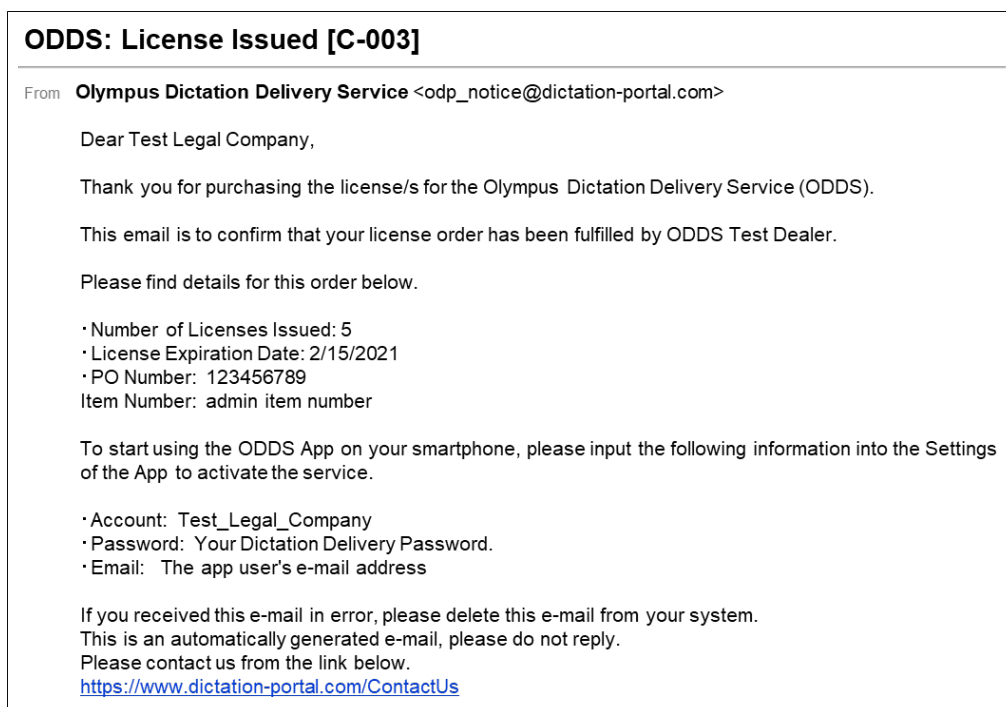 ODDS: License Issued [C-003]
From Olympus Dictation Delivery Service <odp_notice@dictation-portal.com>
Dear Test Legal Company,
Thank you for purchasing the license/s for the Olympus Dictation Delivery Service (ODDS).
This email is to confirm that your license order has been fulfilled by ODDS Test Dealer.
Please find details for this order below.
・Number of Licenses Issued: 5
・License Expiration Date: 2/15/2021
・PO Number: 123456789
Item Number: admin item number
To start using the ODDS App on your smartphone, please input the following information into the Settings
of the App to activate the service.
・Account: Test_Legal_Company
・Password: Your Dictation Delivery Password.
・Email: The app user's e-mail address
If you received this e-mail in error, please delete this e-mail from your system.
This is an automatically generated e-mail, please do not reply.
Please contact us from the link below.
https://www.dictation-portal.com/ContactUs